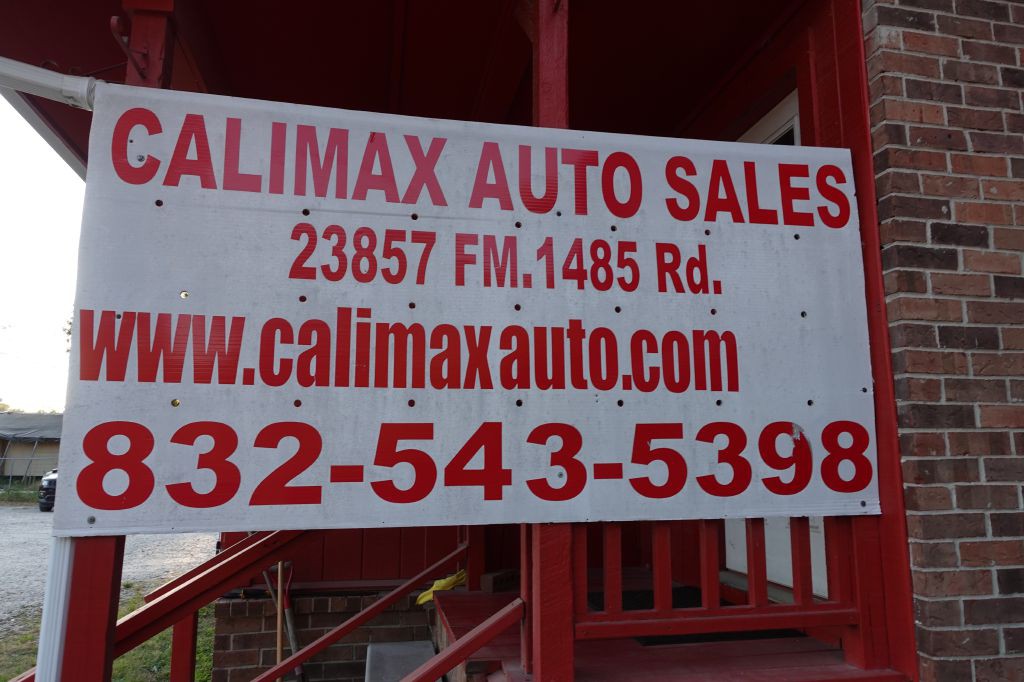 CALIMAX AUTO SALES
23857 FM.1485 Rd.
www.calimaxauto.com
832-543-5398